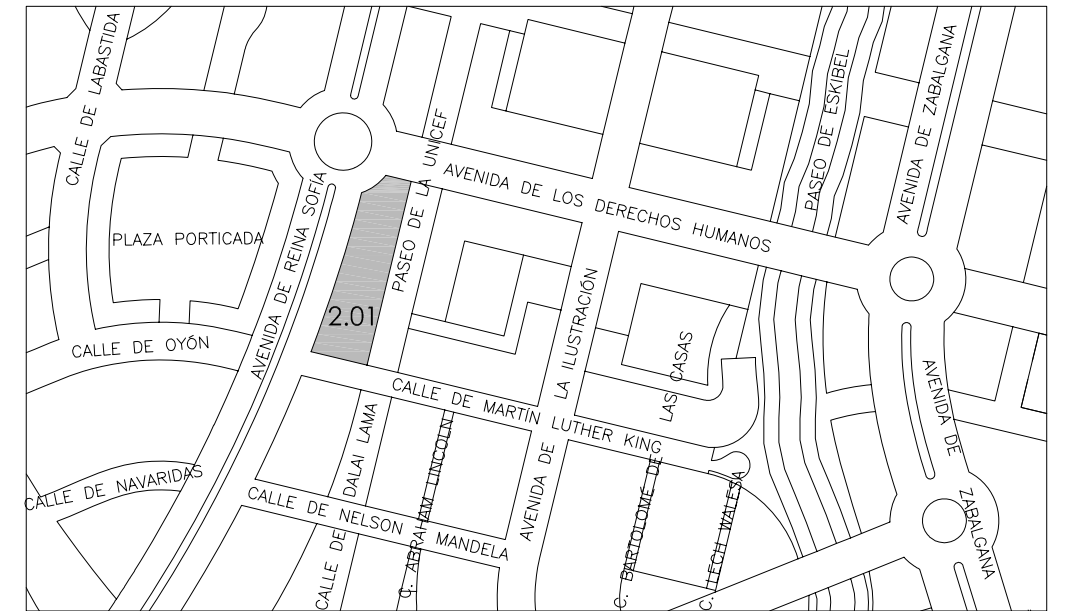 CALLE DE LABASTIDA
PASEO DE LA UNICEF
PASEO DE ESKIBEL
AVENIDA DE ZABALGANA
AVENIDA DE LOS DERECHOS HUMANOS
PLAZA PORTICADA
AVENIDA DE REINA SOFÍA
2.01
CALLE DE OYÓN
AVENIDA DE LA ILUSTRACIÓN
CALLE DE MARTÍN LUTHER KING
C. BARTOLOMÉ DE LAS CASAS
AVENIDA DE ZABALGANA
CALLE DE NAVARIDAS
CALLE DE DALAI LAMA
C. ABRAHAM LINCOLN
CALLE DE NELSON MANDELA
C. LECH WALESA